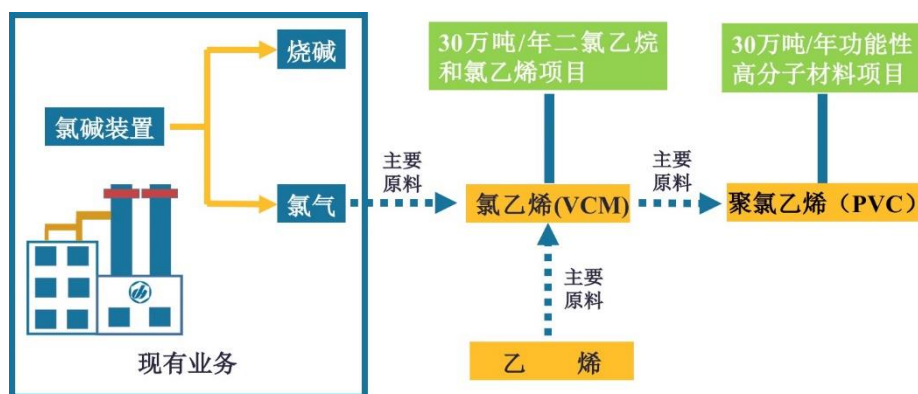 烧碱
氯碱装置
氯气
现有业务
主要
原料
30万吨/年二氯乙烷
和氯乙烯项目
氯乙烯(VCM)
主要
原料
乙 烯
主要
原料
30万吨/年功能性
高分子材料项目
聚氯乙烯（PVC）